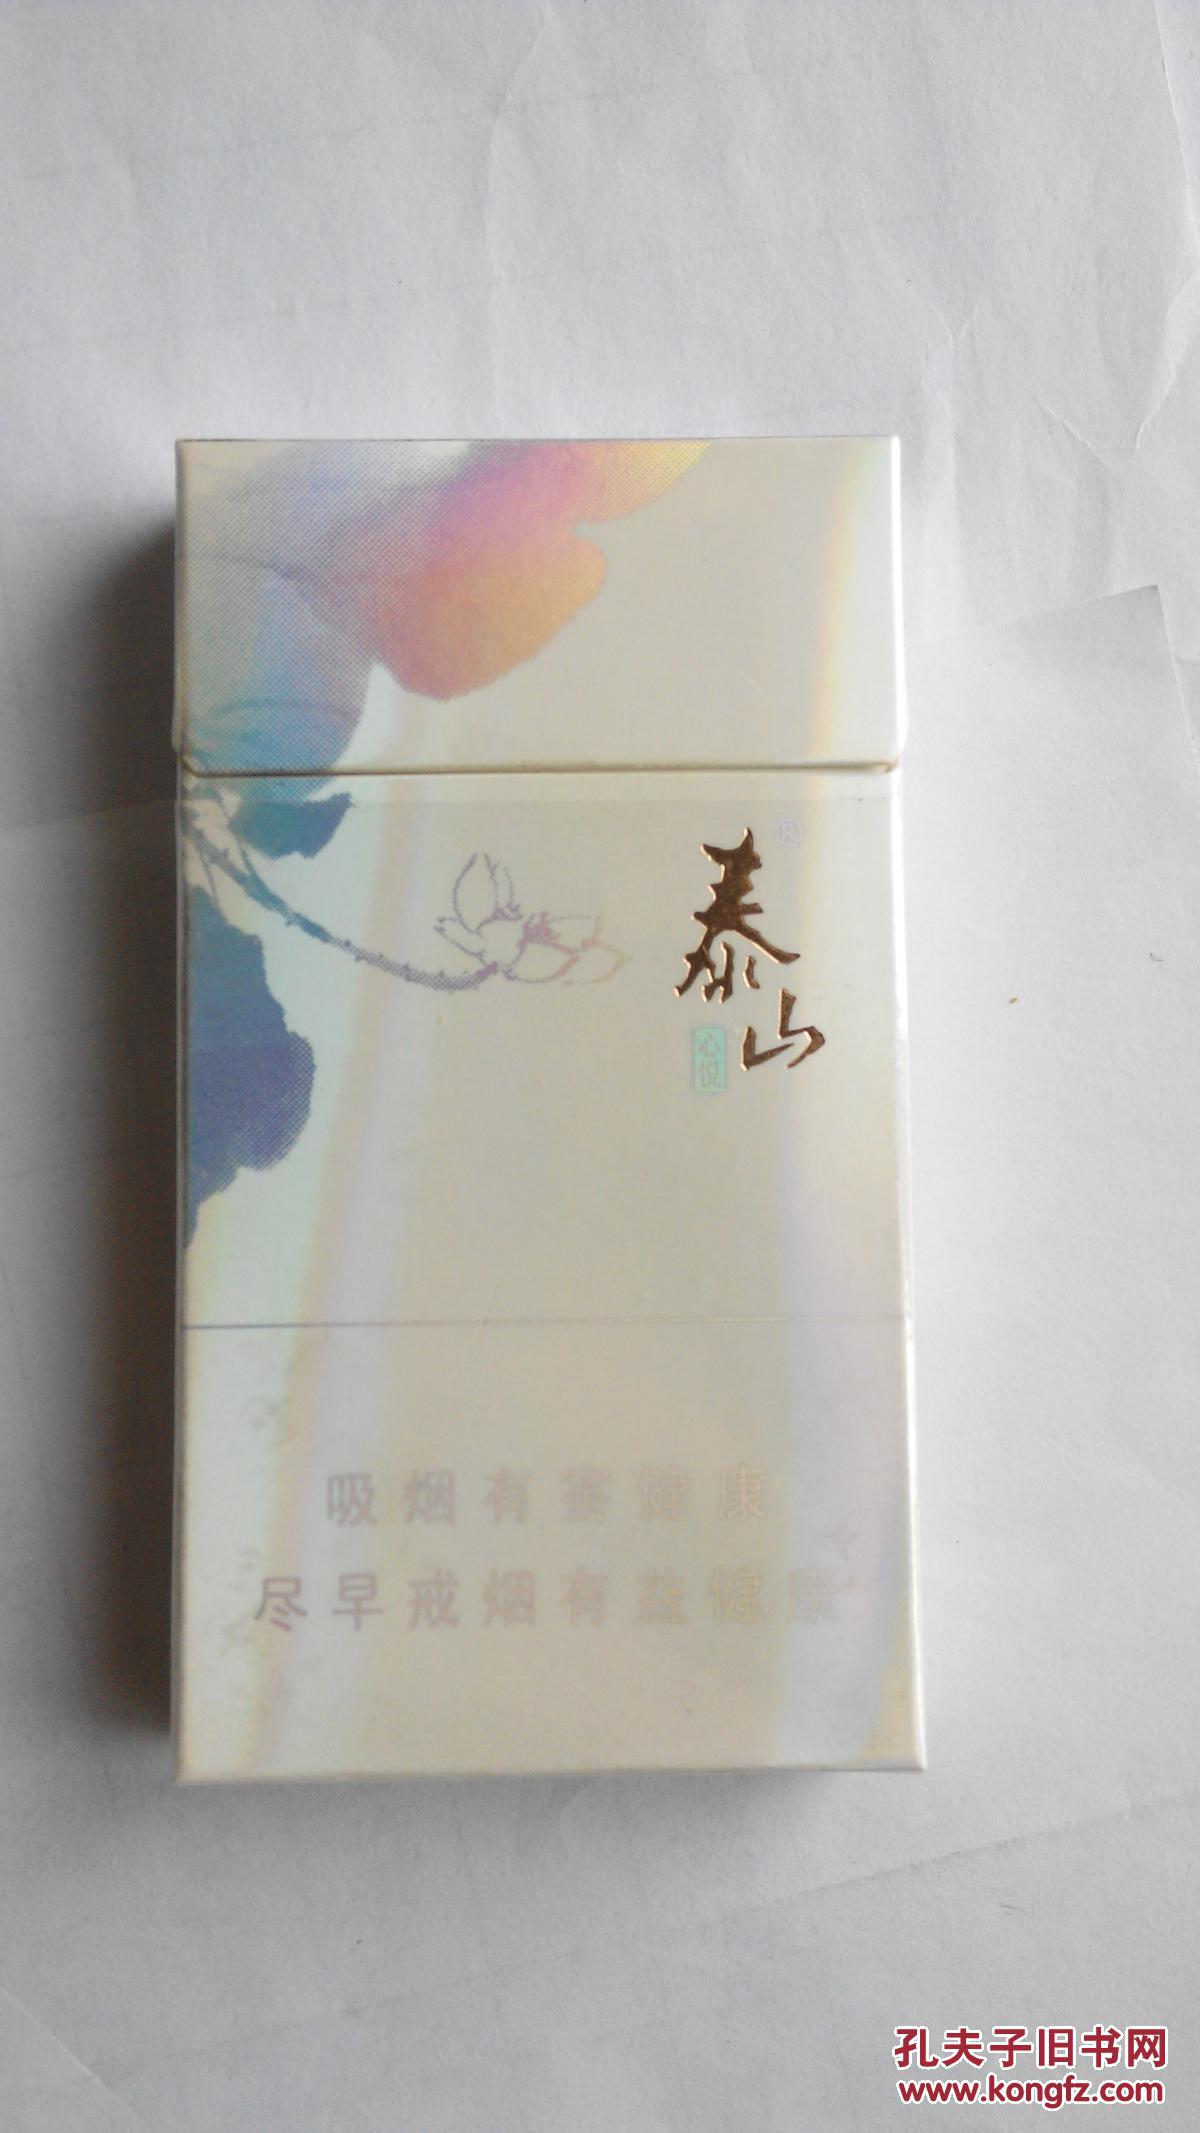 泰山
®
心悦
吸烟有害健康
尽早戒烟有益健康
孔夫子旧书网
www.kongfz.com